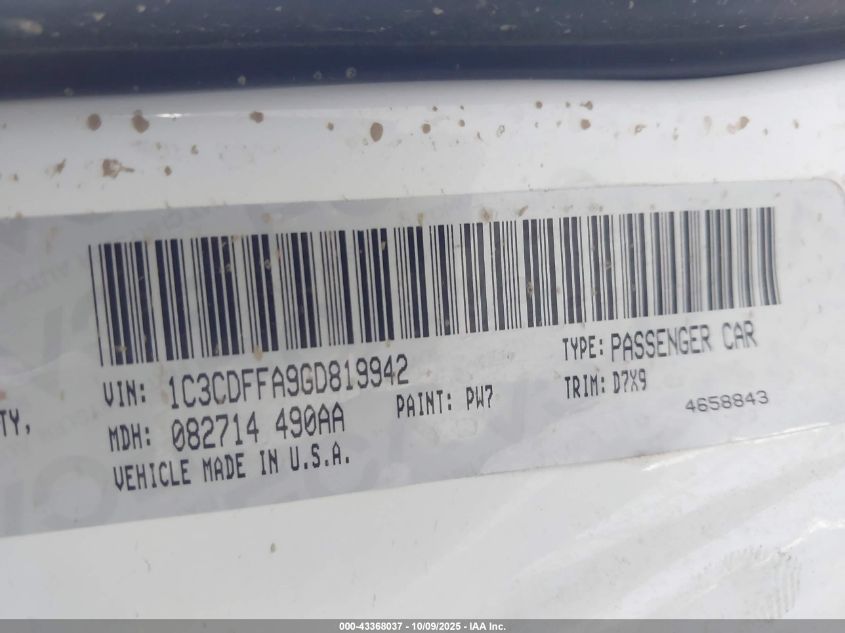 TY,
VIN: 1C3CDFFA9GD819942
TYPE: PASSENGER CAR
MDH: 082714 490AA
PAINT: PW7
TRIM: D7X9
VEHICLE MADE IN U.S.A.
4658843
000-43368037 - 10/09/2025 - IAA Inc.